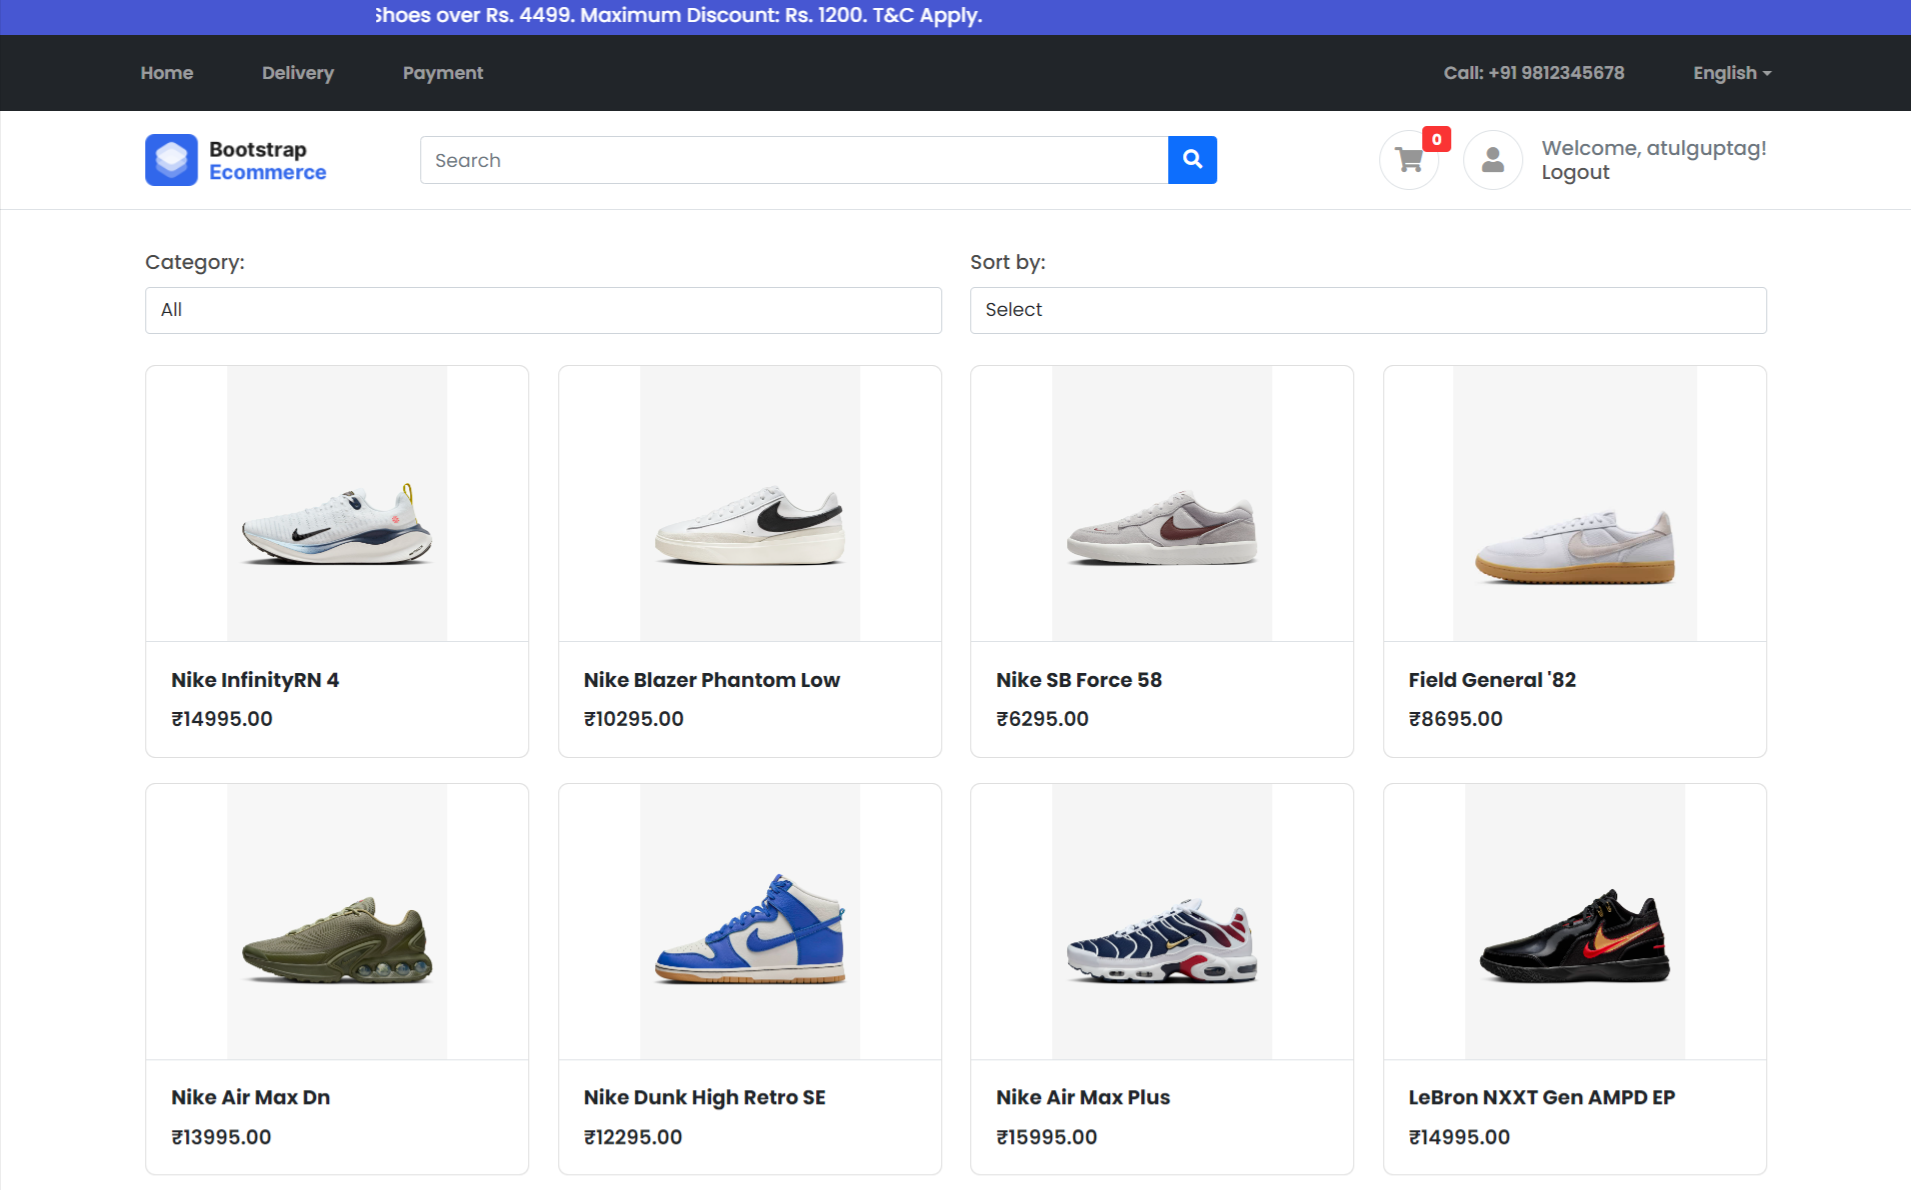 Shoes over Rs. 4499. Maximum Discount: Rs. 1200. T&C Apply.
Home Delivery Payment Call: +91 9812345678 English
Bootstrap
Ecommerce
Search
0
Welcome, atulguptag!
Logout
Category: Sort by:
All Select
Nike InfinityRN 4
₹14995.00
Nike Blazer Phantom Low
₹10295.00
Nike SB Force 58
₹6295.00
Field General '82
₹8695.00
Nike Air Max Dn
₹13995.00
Nike Dunk High Retro SE
₹12295.00
Nike Air Max Plus
₹15995.00
LeBron NXXT Gen AMPD EP
₹14995.00